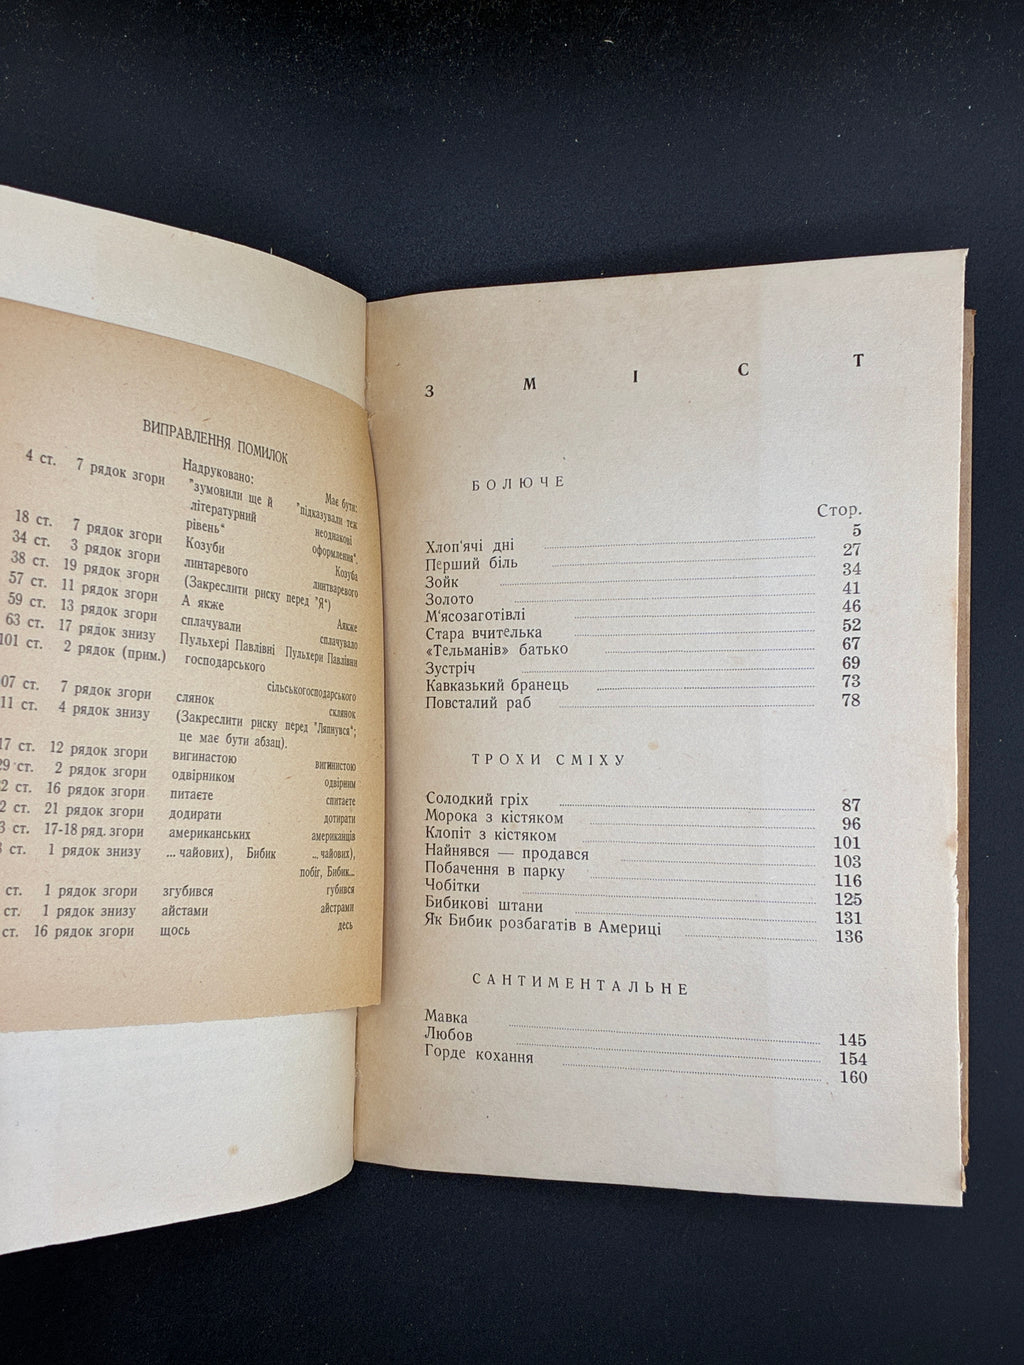 ВИПРАВЛЕННЯ ПОМИЛОК
Надруковано: Має бути:
4 ст. 7 рядок згори "зумовили ще й "підказували теж
літературний неоднакові
рівень" оформлення".
18 ст. 7 рядок згори Козуби Козуба
34 ст. 3 рядок згори линтаревого линтваревого
38 ст. 19 рядок згори (Закреслити риску перед "Я")
57 ст. 11 рядок згори А якже Аякже
59 ст. 13 рядок згори сплачували сплачувало
63 ст. 17 рядок знизу Пульхері Павлівні Пульхери Павлівни
101 ст. 2 рядок (прим.) господарського
сільськогосподарського
07 ст. 7 рядок згори слянок склянок
11 ст. 4 рядок знизу (Закреслити риску перед "Ляпнувся";
це має бути абзац).
17 ст. 12 рядок згори вигинастою вигинистою
29 ст. 2 рядок згори одвірником одвірним
2 ст. 16 рядок згори питаєте спитаєте
2 ст. 21 рядок згори додирати дотирати
3 ст. 17-18 ряд. згори американських американців
ст. 1 рядок знизу ...чайових), Бибик ...чайових),
побіг, Бибик...
ст. 1 рядок згори згубився губився
ст. 1 рядок знизу айстами айстрами
ст. 16 рядок згори щось десь
ЗМІСТ
БОЛЮЧЕ
Стор.
Хлоп'ячі дні 5
Перший біль 27
Зойк 34
Золото 41
М'ясозаготівлі 46
Стара вчителька 52
«Тельманів» батько 67
Зустріч 69
Кавказький бранець 73
Повсталий раб 78
ТРОХИ СМІХУ
Солодкий гріх 87
Морока з кістяком 96
Клопіт з кістяком 101
Найнявся — продався 103
Побачення в парку 116
Чобітки 125
Бибикові штани 131
Як Бибик розбагатів в Америці 136
САНТИМЕНТАЛЬНЕ
Мавка 145
Любов 154
Горде кохання 160